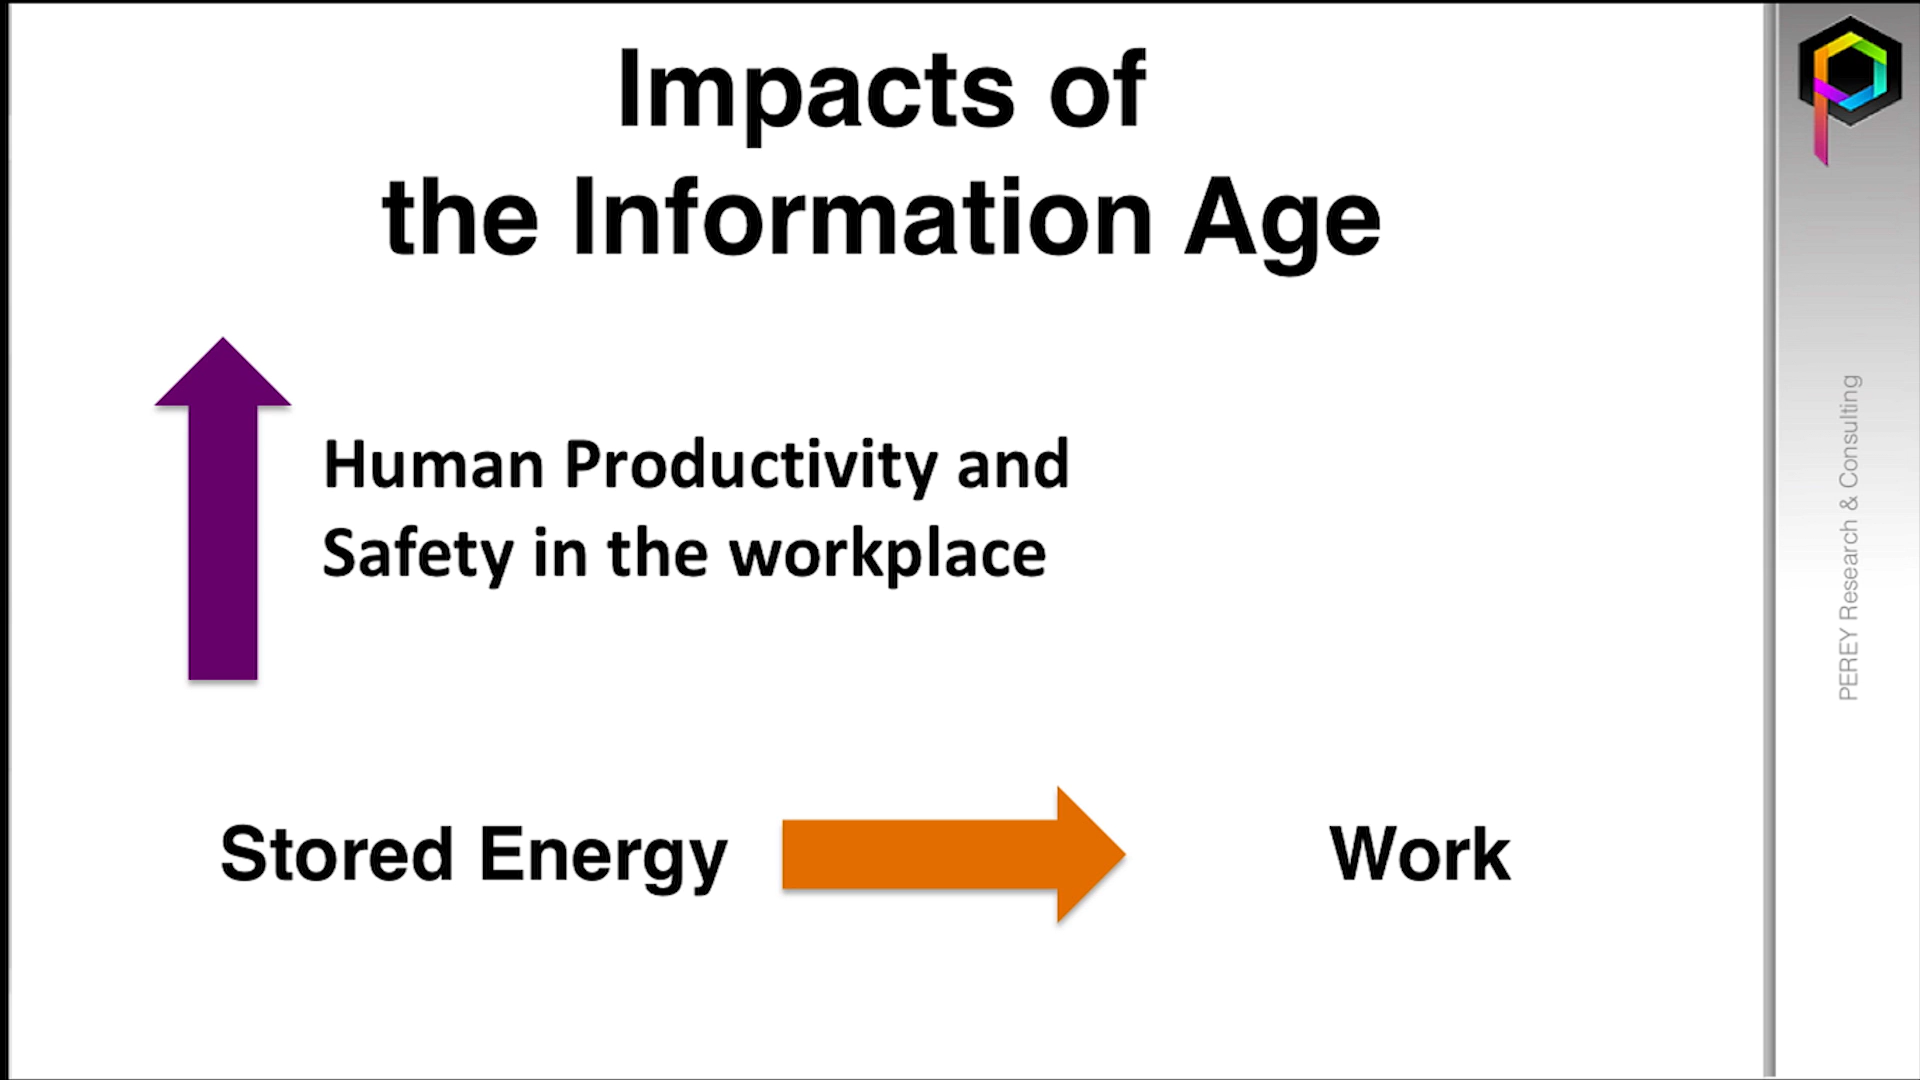 Impacts of
the Information Age
Human Productivity and
Safety in the workplace
Stored Energy
Work
PEREY Research & Consulting